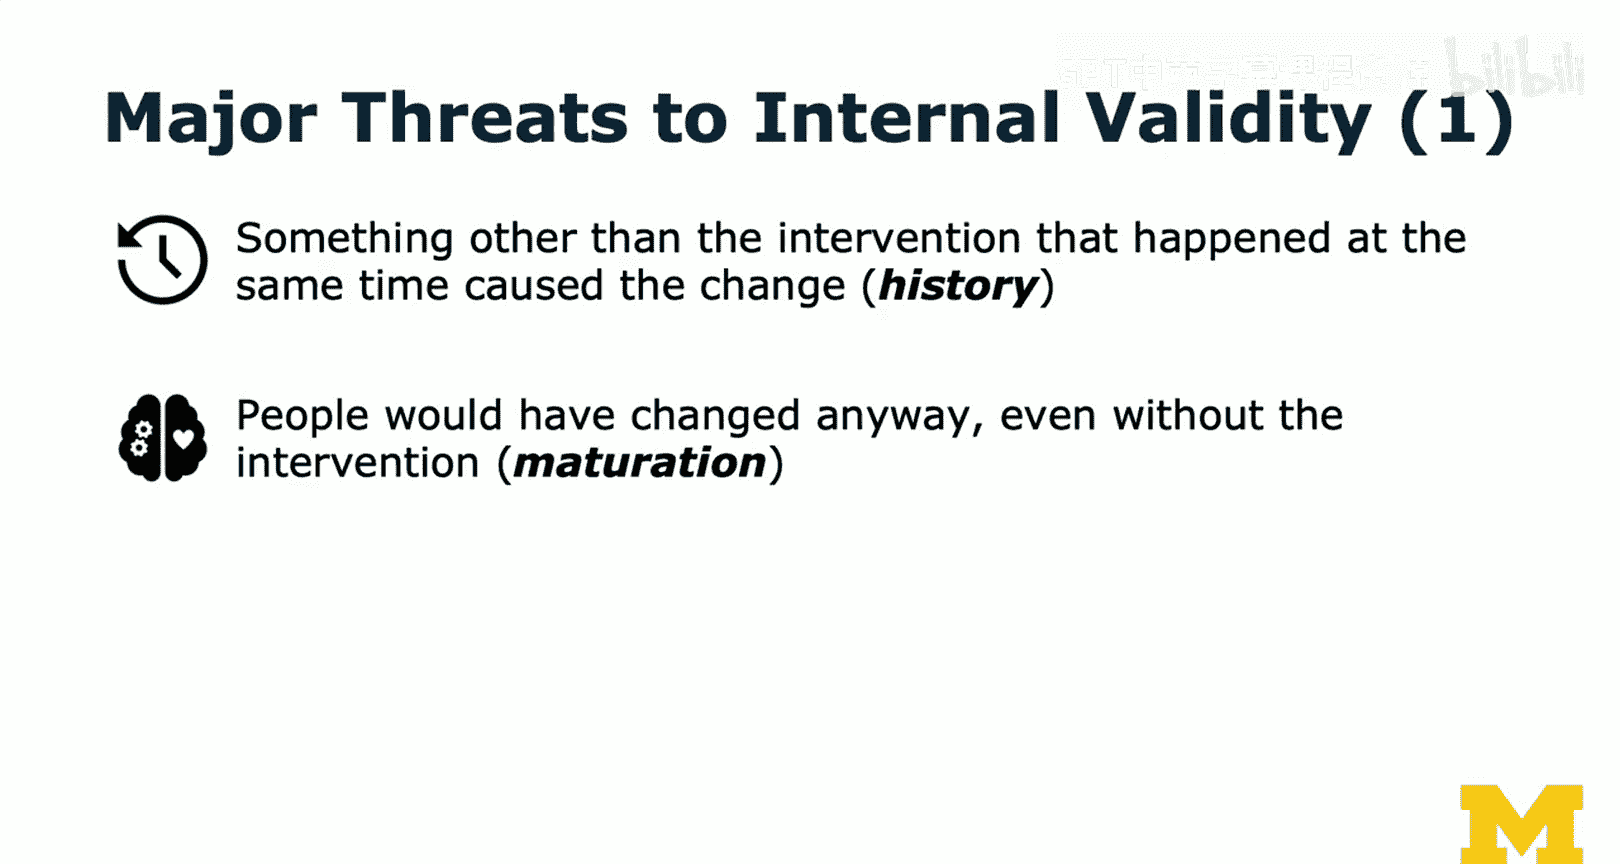 bilibili
Major Threats to Internal Validity (1)
Something other than the intervention that happened at the
same time caused the change (history)
People would have changed anyway, even without the
intervention (maturation)
M